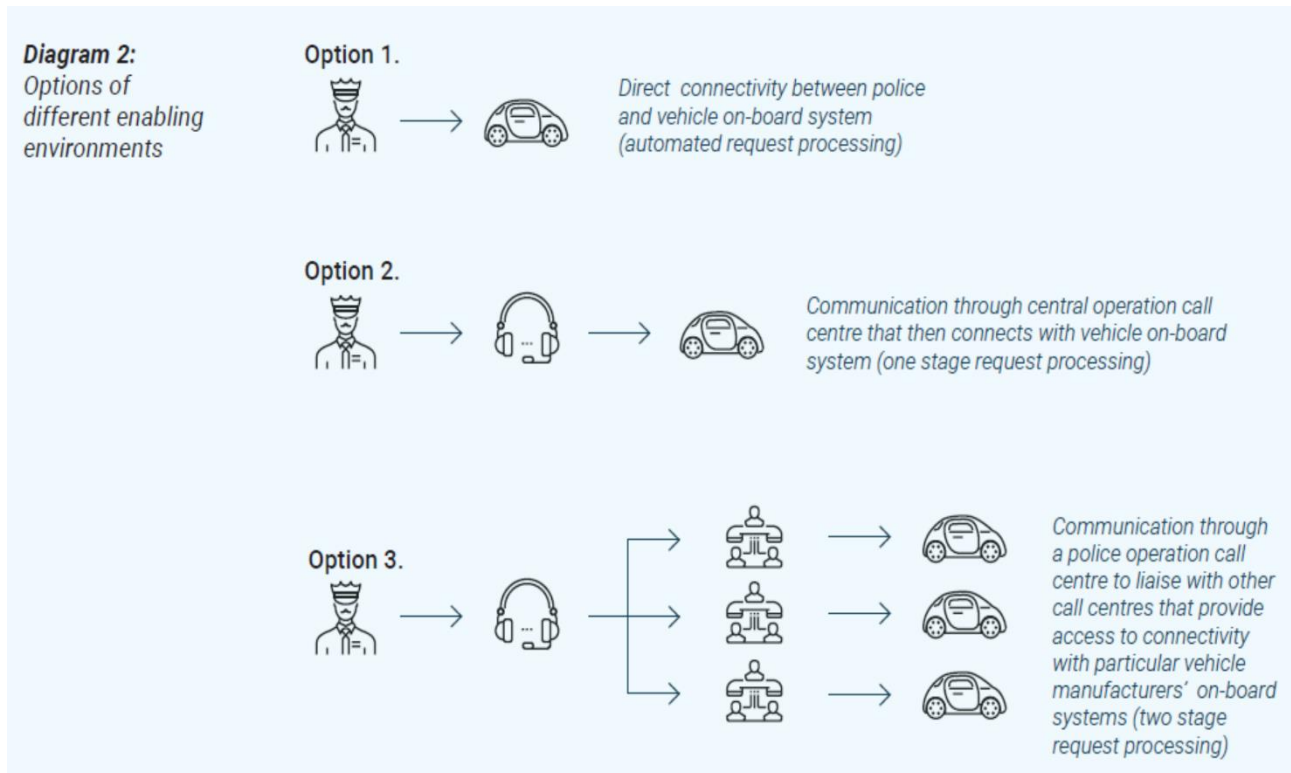 Diagram 2:
Options of
different enabling
environments
Option 1.
Direct connectivity between police
and vehicle on-board system
(automated request processing)
Option 2.
Communication through central operation call
centre that then connects with vehicle on-board
system (one stage request processing)
Option 3.
Communication through
a police operation call
centre to liaise with other
call centres that provide
access to connectivity
with particular vehicle
manufacturers’ on-board
systems (two stage
request processing)